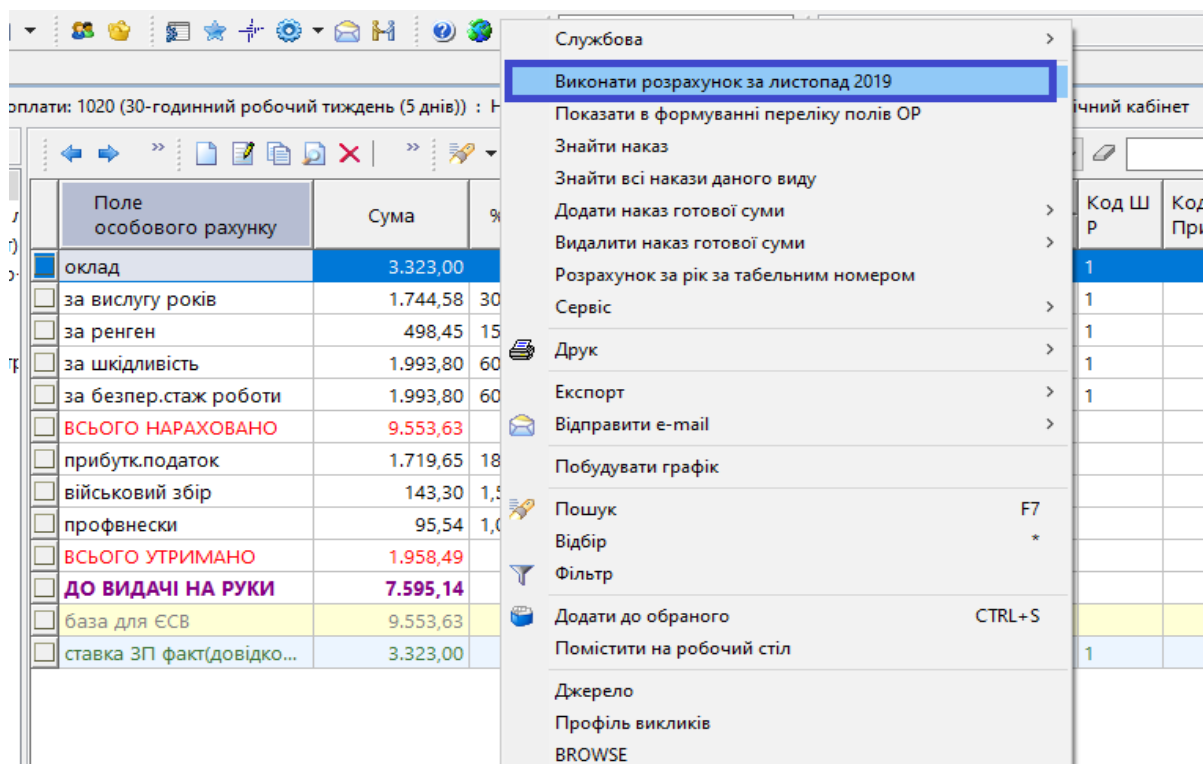 Службова
Виконати розрахунок за листопад 2019
оплати: 1020 (30-годинний робочий тиждень (5 днів)) : Н
ічний кабінет
Показати в формуванні переліку полів ОР
Знайти наказ
Знайти всі накази даного виду
Додати наказ готової суми
Видалити наказ готової суми
Розрахунок за рік за табельним номером
Сервіс
Друк
Експорт
Відправити e-mail
Побудувати графік
Пошук F7
Відбір *
Фільтр
Додати до обраного CTRL+S
Помістити на робочий стіл
Джерело
Профіль викликів
BROWSE
Поле особового рахунку Сума % Код Ш Р Код При
оклад 3.323,00 1
за вислугу років 1.744,58 30 1
за ренген 498,45 15 1
за шкідливість 1.993,80 60 1
за безпер.стаж роботи 1.993,80 60 1
ВСЬОГО НАРАХОВАНО 9.553,63
прибутк.податок 1.719,65 18
військовий збір 143,30 1,5
профвнески 95,54 1,0
ВСЬОГО УТРИМАНО 1.958,49
ДО ВИДАЧІ НА РУКИ 7.595,14
база для ЄСВ 9.553,63
ставка ЗП факт(довідко... 3.323,00 1